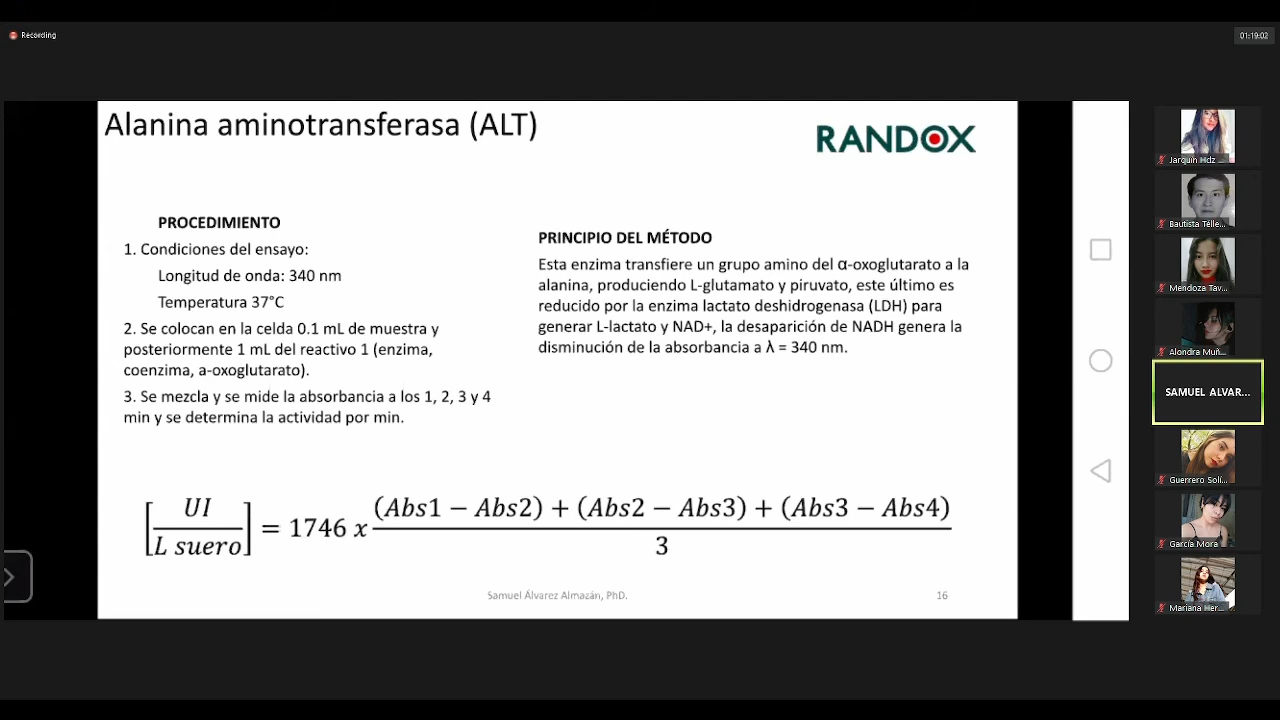 Recording
01:19:02
Alanina aminotransferasa (ALT)
RANDOX
PROCEDIMIENTO
1. Condiciones del ensayo:
Longitud de onda: 340 nm
Temperatura 37°C
2. Se colocan en la celda 0.1 mL de muestra y
posteriormente 1 mL del reactivo 1 (enzima,
coenzima, a-oxoglutarato).
3. Se mezcla y se mide la absorbancia a los 1, 2, 3 y 4
min y se determina la actividad por min.
PRINCIPIO DEL MÉTODO
Esta enzima transfiere un grupo amino del α-oxoglutarato a la
alanina, produciendo L-glutamato y piruvato, este último es
reducido por la enzima lactato deshidrogenasa (LDH) para
generar L-lactato y NAD+, la desaparición de NADH genera la
disminución de la absorbancia a λ = 340 nm.
[UI / L suero] = 1746 x (Abs1 − Abs2) + (Abs2 − Abs3) + (Abs3 − Abs4) / 3
Samuel Álvarez Almazán, PhD.
16
Jarquín Hdz ...
Bautista Télle...
Mendoza Tav...
Alondra Muñ...
SAMUEL ALVAR...
Guerrero Solí...
García Mora
Mariana Her...